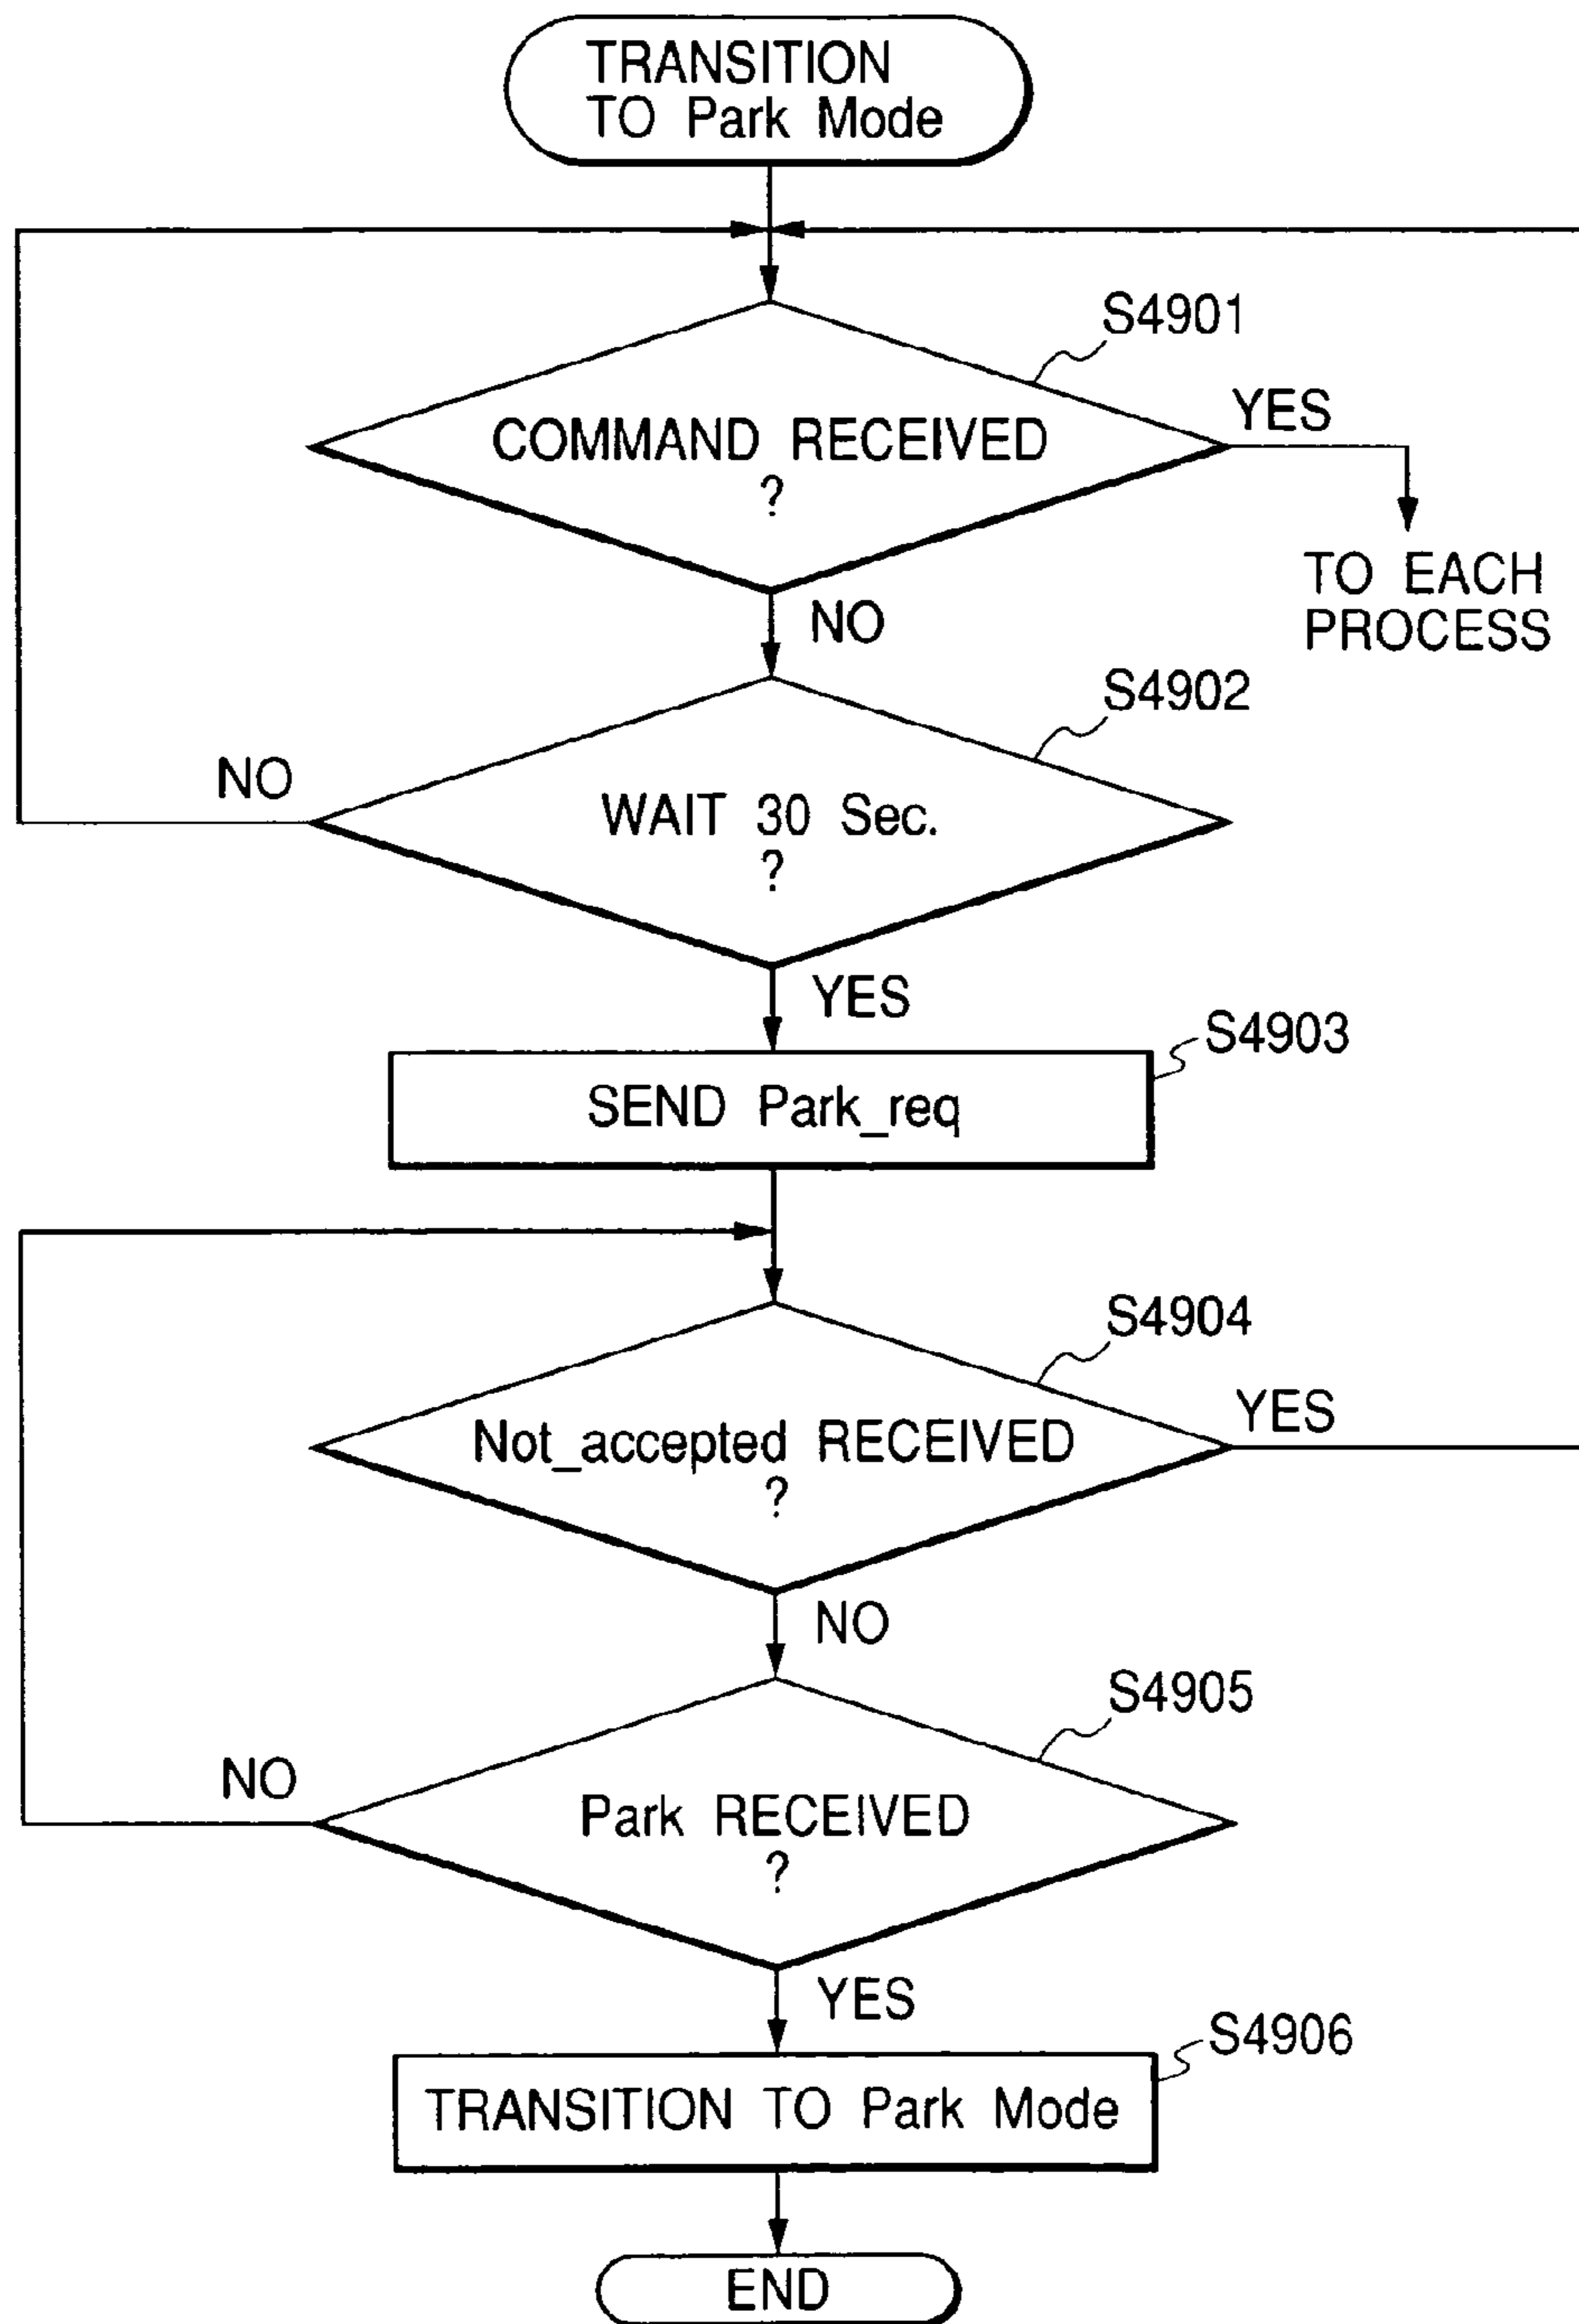 TRANSITION
TO Park Mode
S4901
COMMAND RECEIVED
?
YES
TO EACH
PROCESS
NO
S4902
WAIT 30 Sec.
?
NO
YES
S4903
SEND Park_req
S4904
Not_accepted RECEIVED
?
YES
NO
S4905
Park RECEIVED
?
NO
YES
S4906
TRANSITION TO Park Mode
END